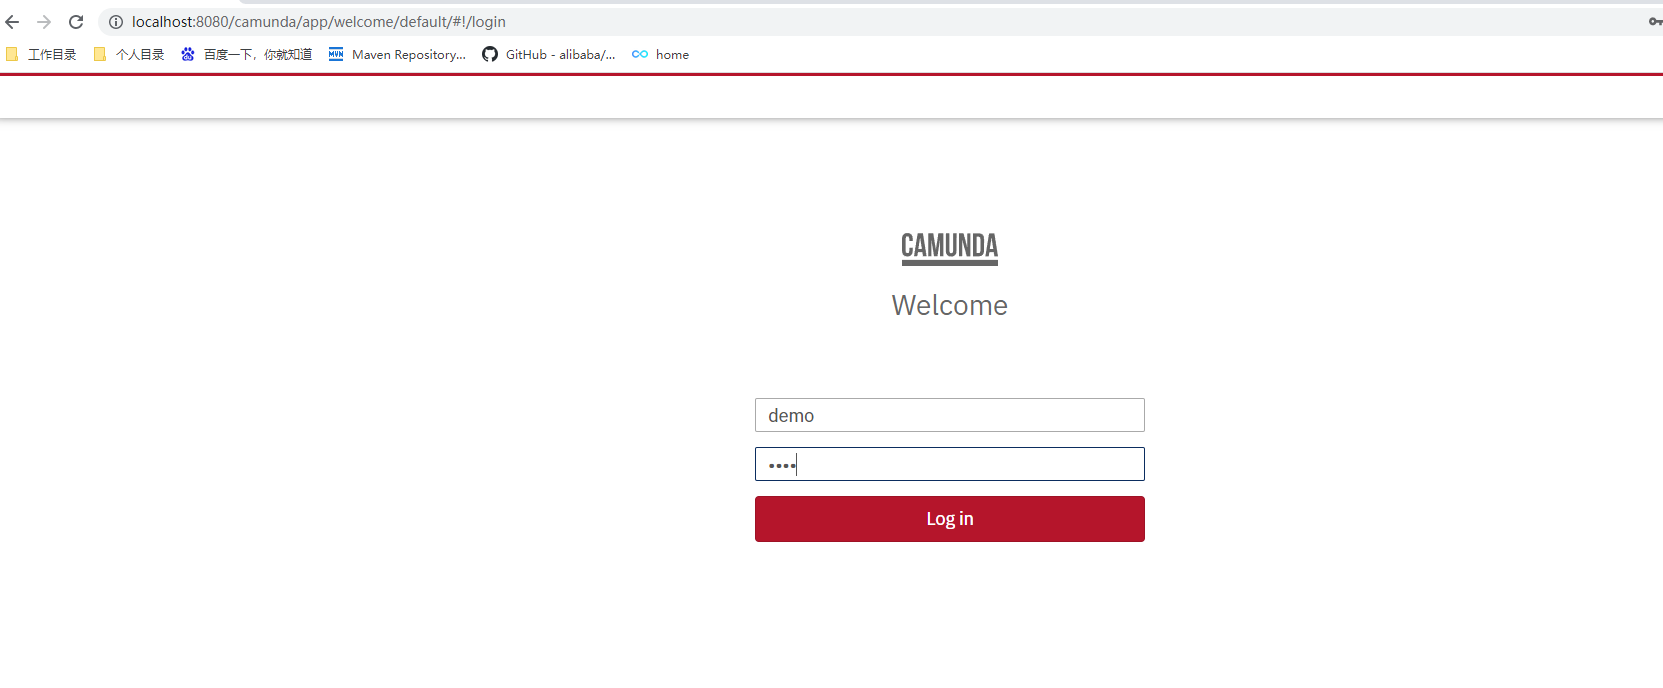 localhost:8080/camunda/app/welcome/default/#!/login
工作目录 个人目录 百度一下，你就知道 MVN Maven Repository... GitHub - alibaba/... home
CAMUNDA
Welcome
demo
••••
Log in